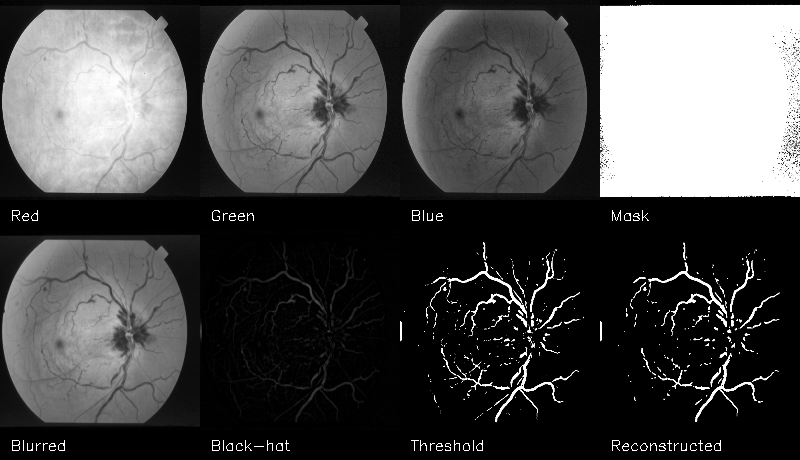 Red
Green
Blue
Mask
Blurred
Black-hat
Threshold
Reconstructed